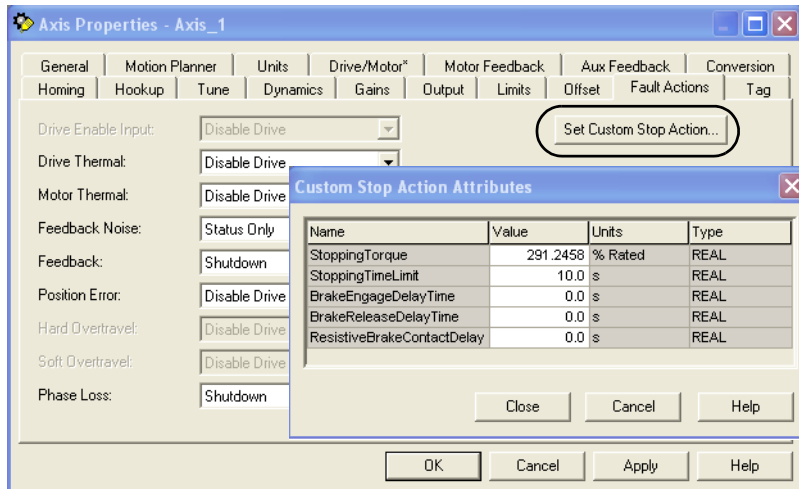 Axis Properties - Axis_1
General Motion Planner Units Drive/Motor* Motor Feedback Aux Feedback Conversion
Homing Hookup Tune Dynamics Gains Output Limits Offset Fault Actions Tag
Drive Enable Input: Disable Drive
Set Custom Stop Action...
Drive Thermal: Disable Drive
Motor Thermal: Disable Drive
Feedback Noise: Status Only
Feedback: Shutdown
Position Error: Disable Drive
Hard Overtravel: Disable Drive
Soft Overtravel: Disable Drive
Phase Loss: Shutdown
Custom Stop Action Attributes
Name Value Units Type
StoppingTorque 291.2458 % Rated REAL
StoppingTimeLimit 10.0 s REAL
BrakeEngageDelayTime 0.0 s REAL
BrakeReleaseDelayTime 0.0 s REAL
ResistiveBrakeContactDelay 0.0 s REAL
Close Cancel Help
OK Cancel Apply Help